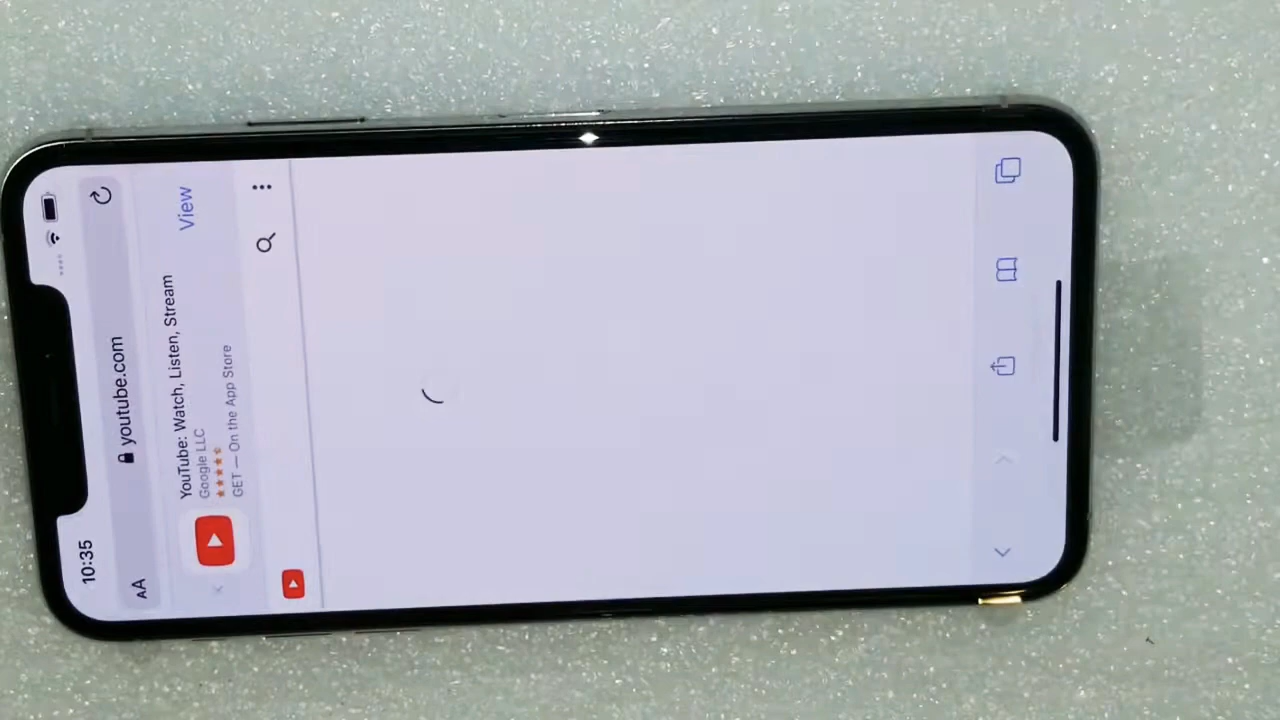 10:35
AA
youtube.com
YouTube: Watch, Listen, Stream
Google LLC
GET — On the App Store
View